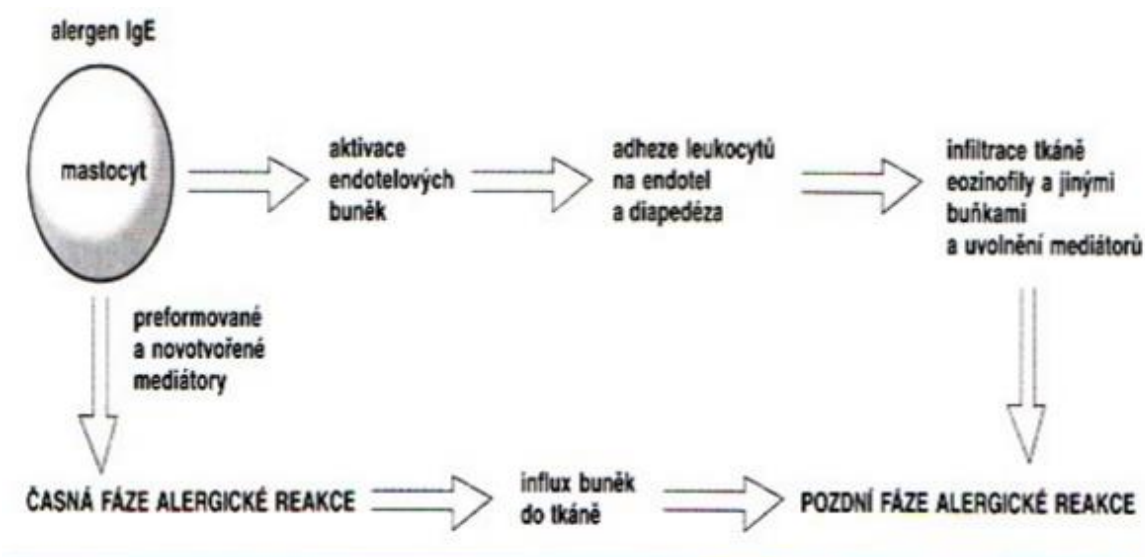 alergen IgE
mastocyt
aktivace
endotelových
buněk
adheze leukocytů
na endotel
a diapedéza
infiltrace tkáně
eozinofily a jinými
buňkami
a uvolnění mediátorů
preformované
a novotvořené
mediátory
ČASNÁ FÁZE ALERGICKÉ REAKCE
influx buněk
do tkáně
POZDNÍ FÁZE ALERGICKÉ REAKCE